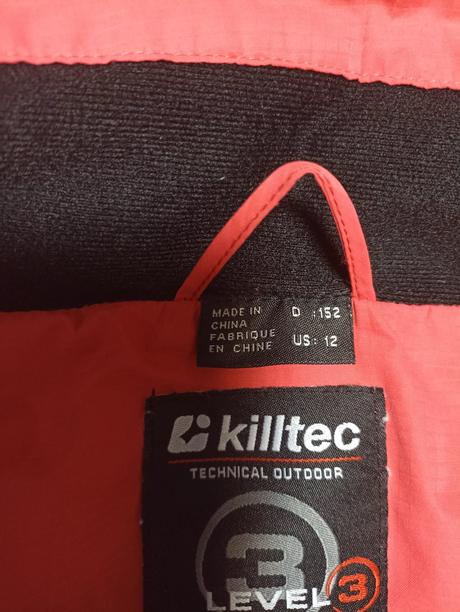 MADE IN
CHINA
FABRIQUE
EN CHINE
D :152
US: 12
killtec
TECHNICAL OUTDOOR
3
LEVEL 3